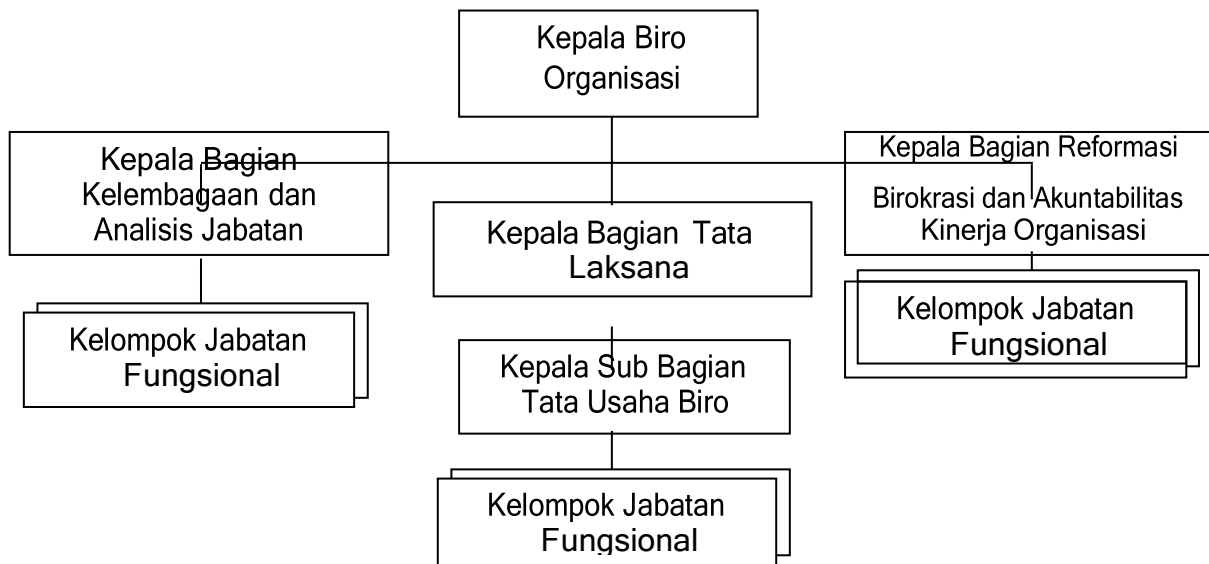 Kepala Biro
Organisasi
Kepala Bagian
Kelembagaan dan
Analisis Jabatan
Kepala Bagian Tata
Laksana
Kepala Bagian Reformasi
Birokrasi dan Akuntabilitas
Kinerja Organisasi
Kelompok Jabatan
Fungsional
Kepala Sub Bagian
Tata Usaha Biro
Kelompok Jabatan
Fungsional
Kelompok Jabatan
Fungsional